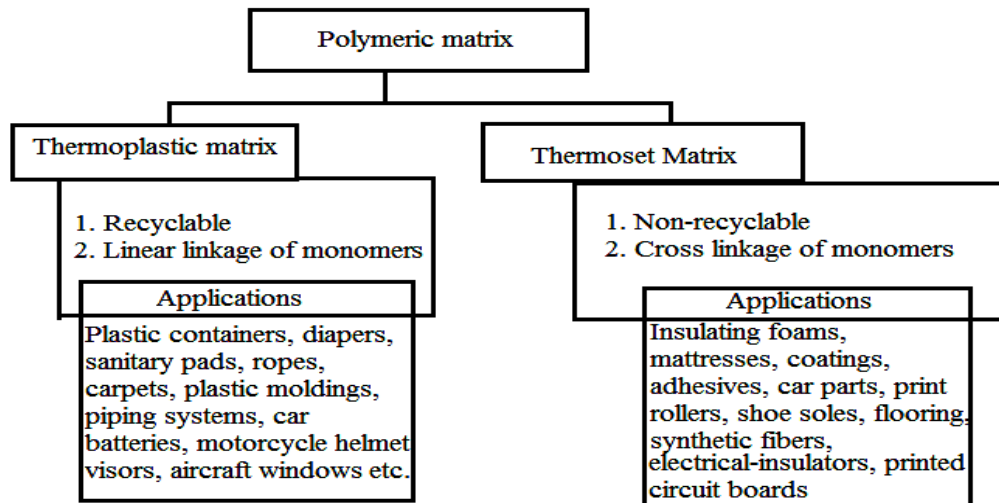 Polymeric matrix
Thermoplastic matrix
1. Recyclable
2. Linear linkage of monomers
Applications
Plastic containers, diapers,
sanitary pads, ropes,
carpets, plastic moldings,
piping systems, car
batteries, motorcycle helmet
visors, aircraft windows etc.
Thermoset Matrix
1. Non-recyclable
2. Cross linkage of monomers
Applications
Insulating foams,
mattresses, coatings,
adhesives, car parts, print
rollers, shoe soles, flooring,
synthetic fibers,
electrical-insulators, printed
circuit boards